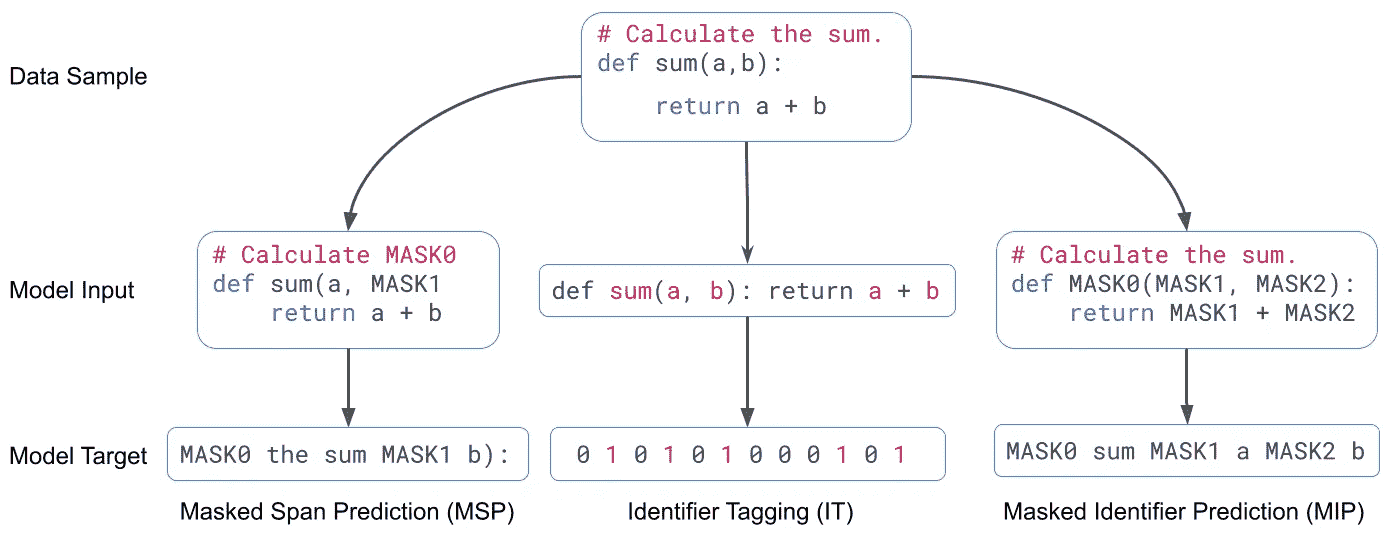 Data Sample
# Calculate the sum.
def sum(a,b):
return a + b
Model Input
# Calculate MASK0
def sum(a, MASK1
return a + b
def sum(a, b): return a + b
# Calculate the sum.
def MASK0(MASK1, MASK2):
return MASK1 + MASK2
Model Target
MASK0 the sum MASK1 b):
0 1 0 1 0 1 0 0 0 1 0 1
MASK0 sum MASK1 a MASK2 b
Masked Span Prediction (MSP)
Identifier Tagging (IT)
Masked Identifier Prediction (MIP)